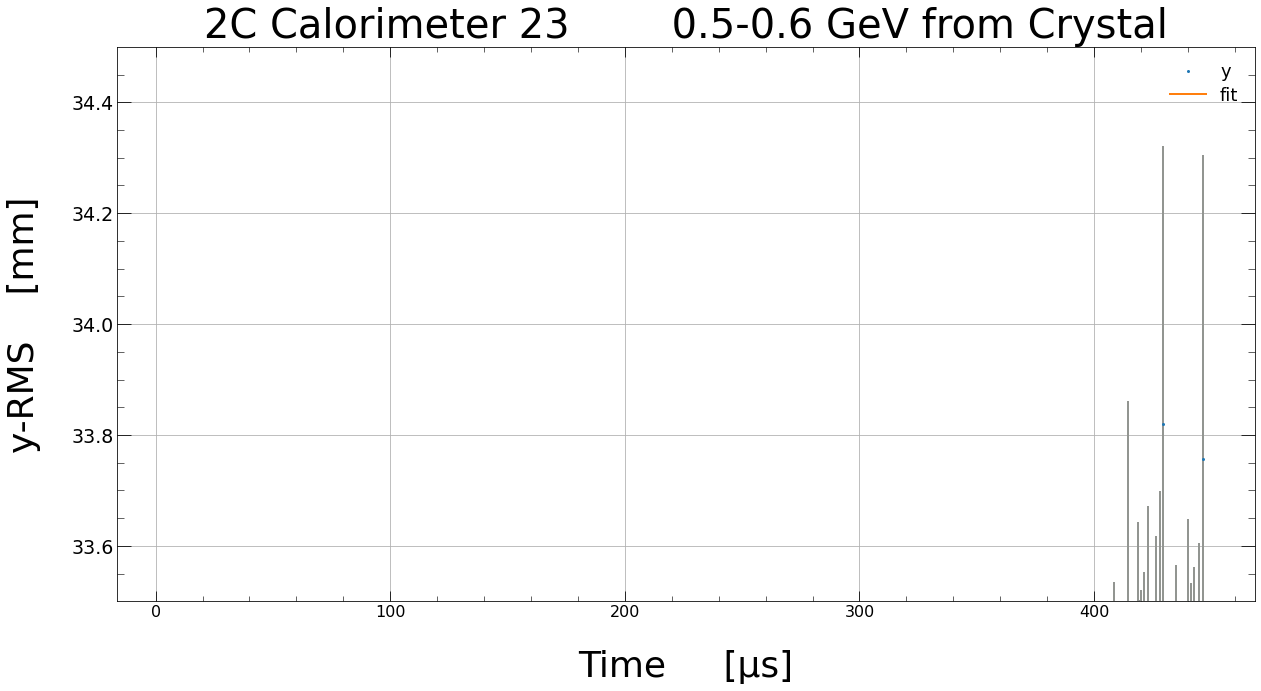 2C Calorimeter 23 0.5-0.6 GeV from Crystal
y
fit
34.4
34.2
34.0
33.8
33.6
y-RMS [mm]
0 100 200 300 400
Time [µs]